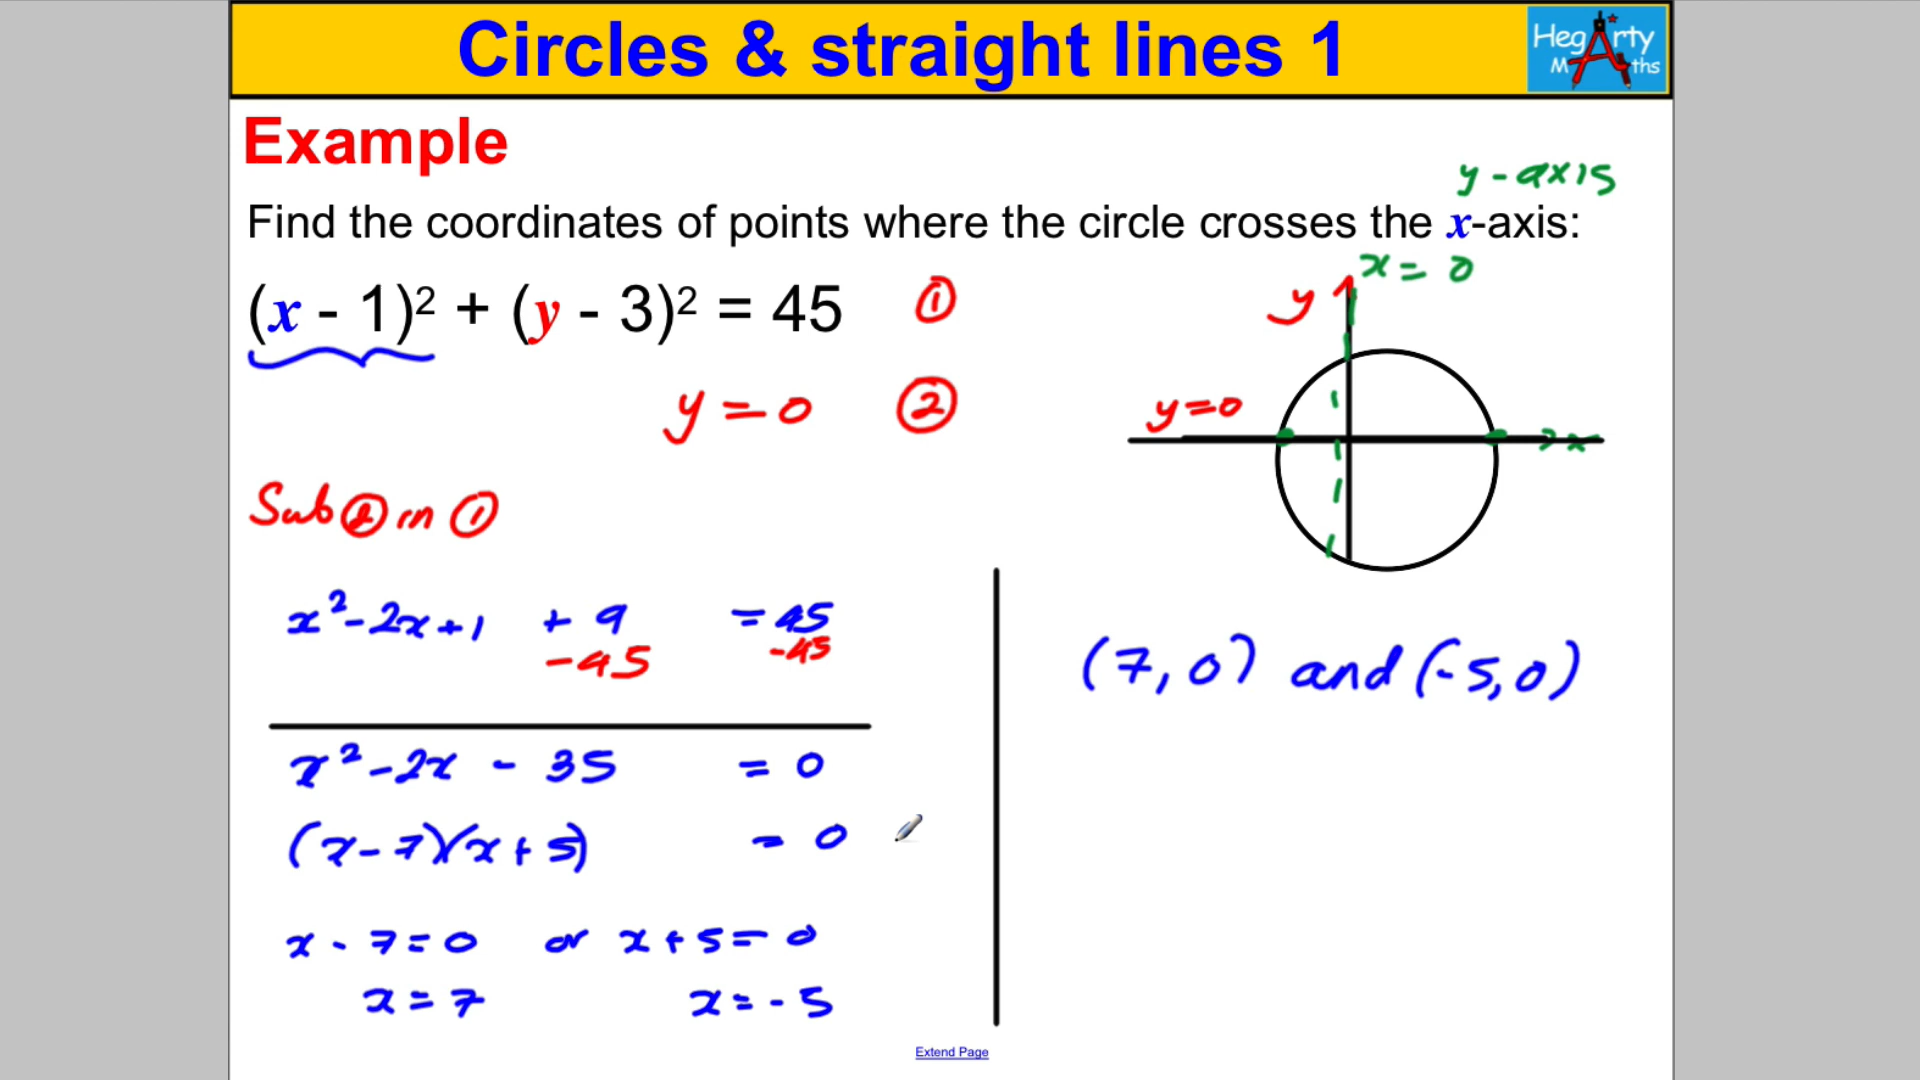 Circles & straight lines 1
HegArty
Maths
Example
y-axis
Find the coordinates of points where the circle crosses the x-axis:
x = 0
(x - 1)² + (y - 3)² = 45 ①
y
y = 0 ②
y=0
x
Sub ② in ①
x²-2x+1 + 9 = 45
-45 -45
(7,0) and (-5,0)
x²-2x - 35 = 0
(x-7)(x+5) = 0
x - 7=0 or x+5=0
x=7 x=-5
Extend Page